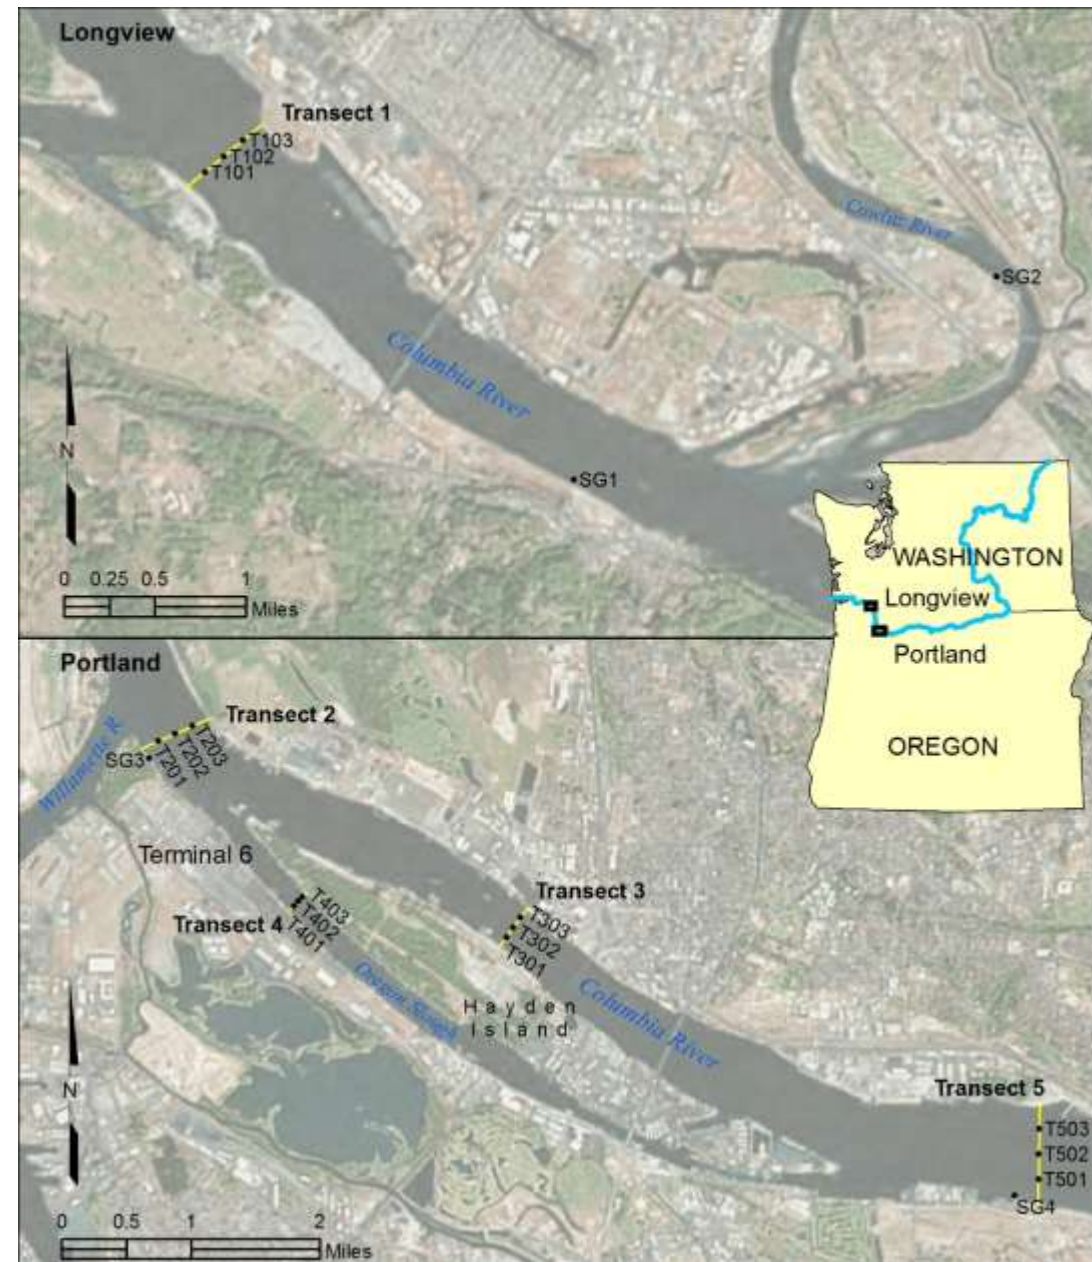 Longview
Transect 1
T103
T102
T101
Cowlitz River
SG2
Columbia River
SG1
N
0 0.25 0.5 1
Miles
WASHINGTON
Longview
Portland
OREGON
Portland
Transect 2
Willamette R
SG3
T201
T202
T203
Terminal 6
Transect 3
T303
T302
T301
Transect 4
T403
T402
T401
Oregon Slough
Hayden
Island
Columbia River
Transect 5
T503
T502
T501
SG4
N
0 0.5 1 2
Miles